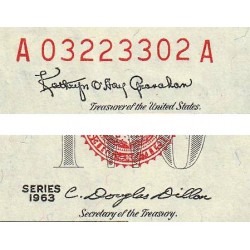 A 03223302 A
Kathryn O'Hay Granahan
Treasurer of the United States.
SERIES
1963
C. Douglas Dillon
Secretary of the Treasury.